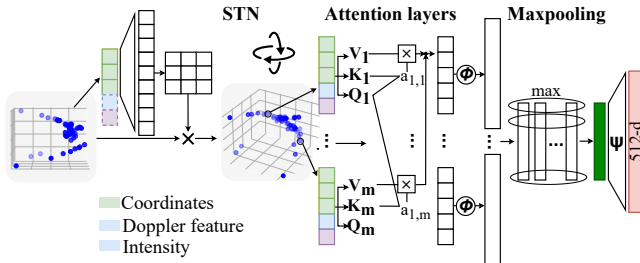 STN Attention layers Maxpooling
V1
K1
Q1
×
a1,1
ϕ
max
×
...
Ψ
512-d
Vm
Km
Qm
×
a1,m
ϕ
Coordinates
Doppler feature
Intensity